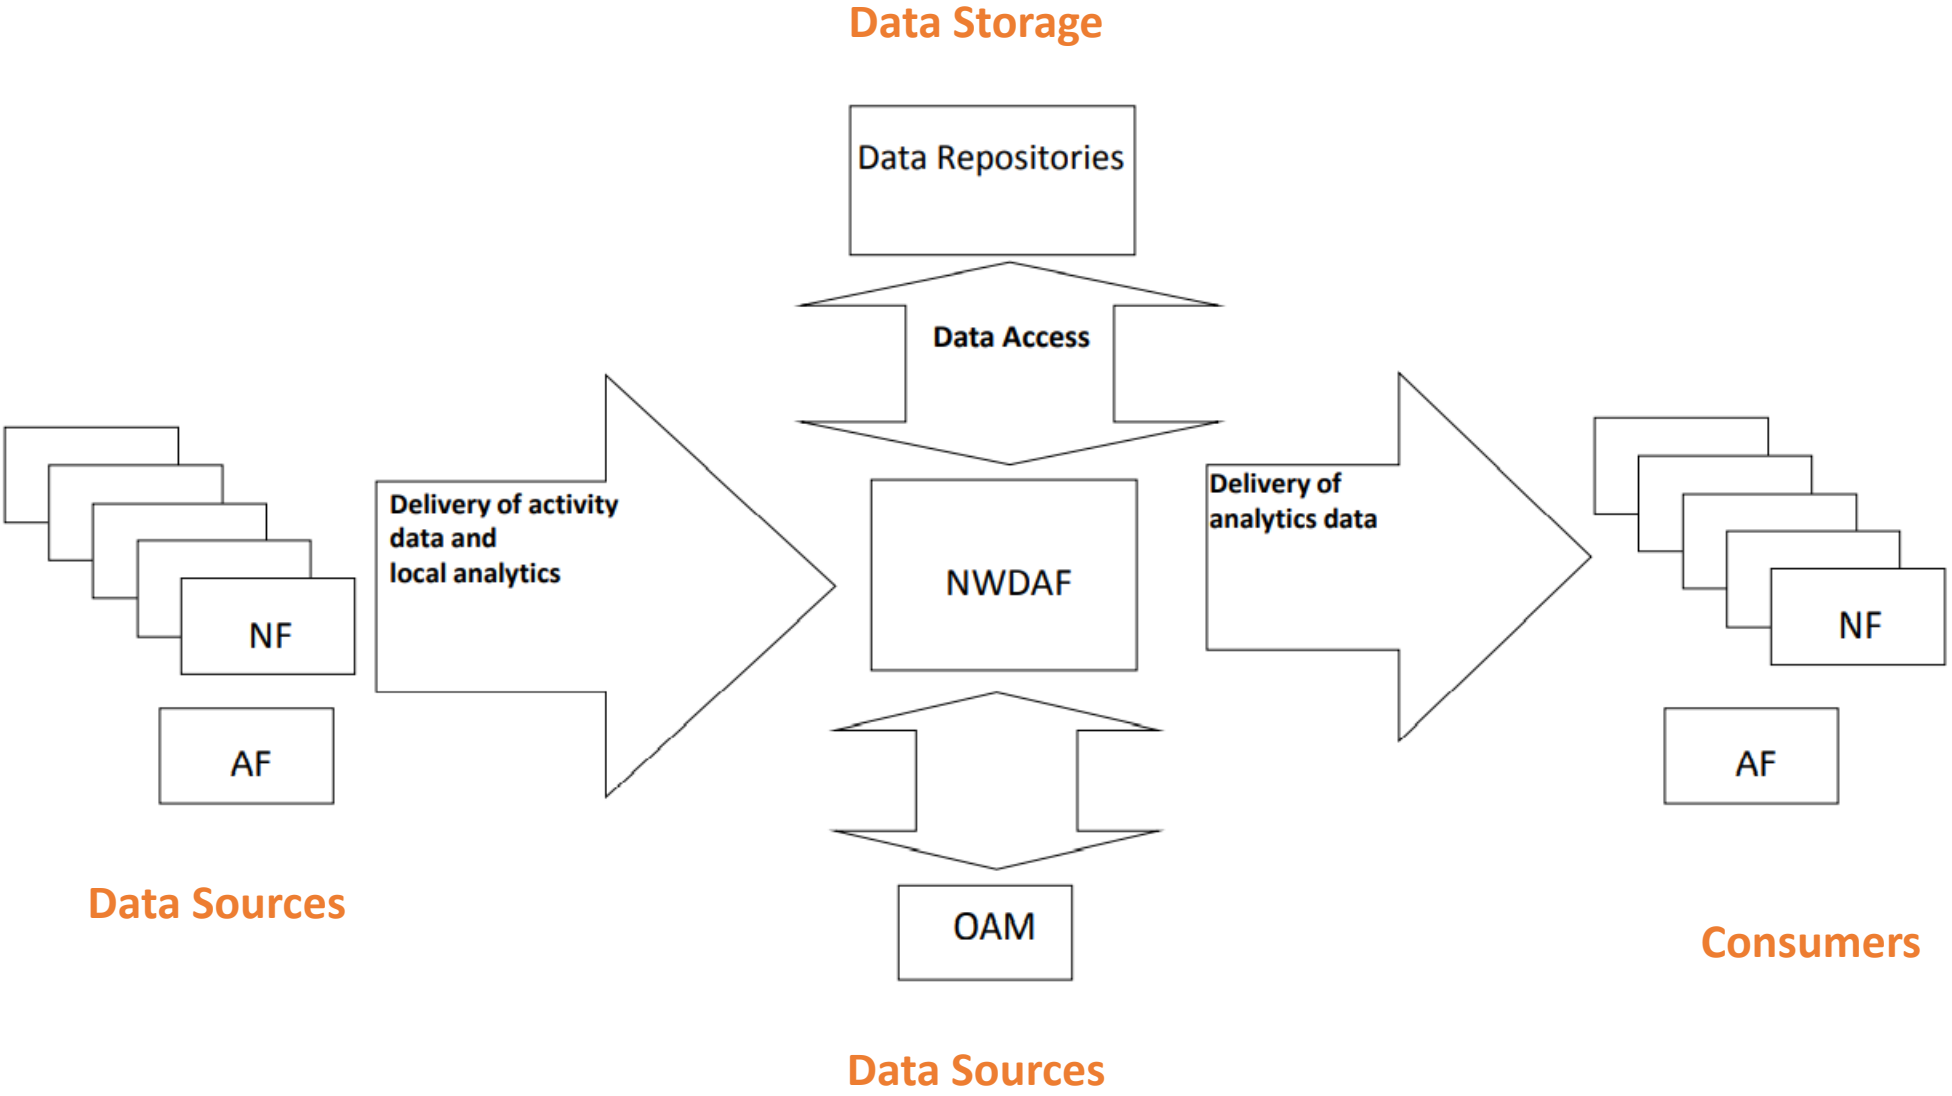 Data Storage
Data Repositories
Data Access
Delivery of activity
data and
local analytics
NF
AF
Data Sources
NWDAF
OAM
Data Sources
Delivery of
analytics data
NF
AF
Consumers